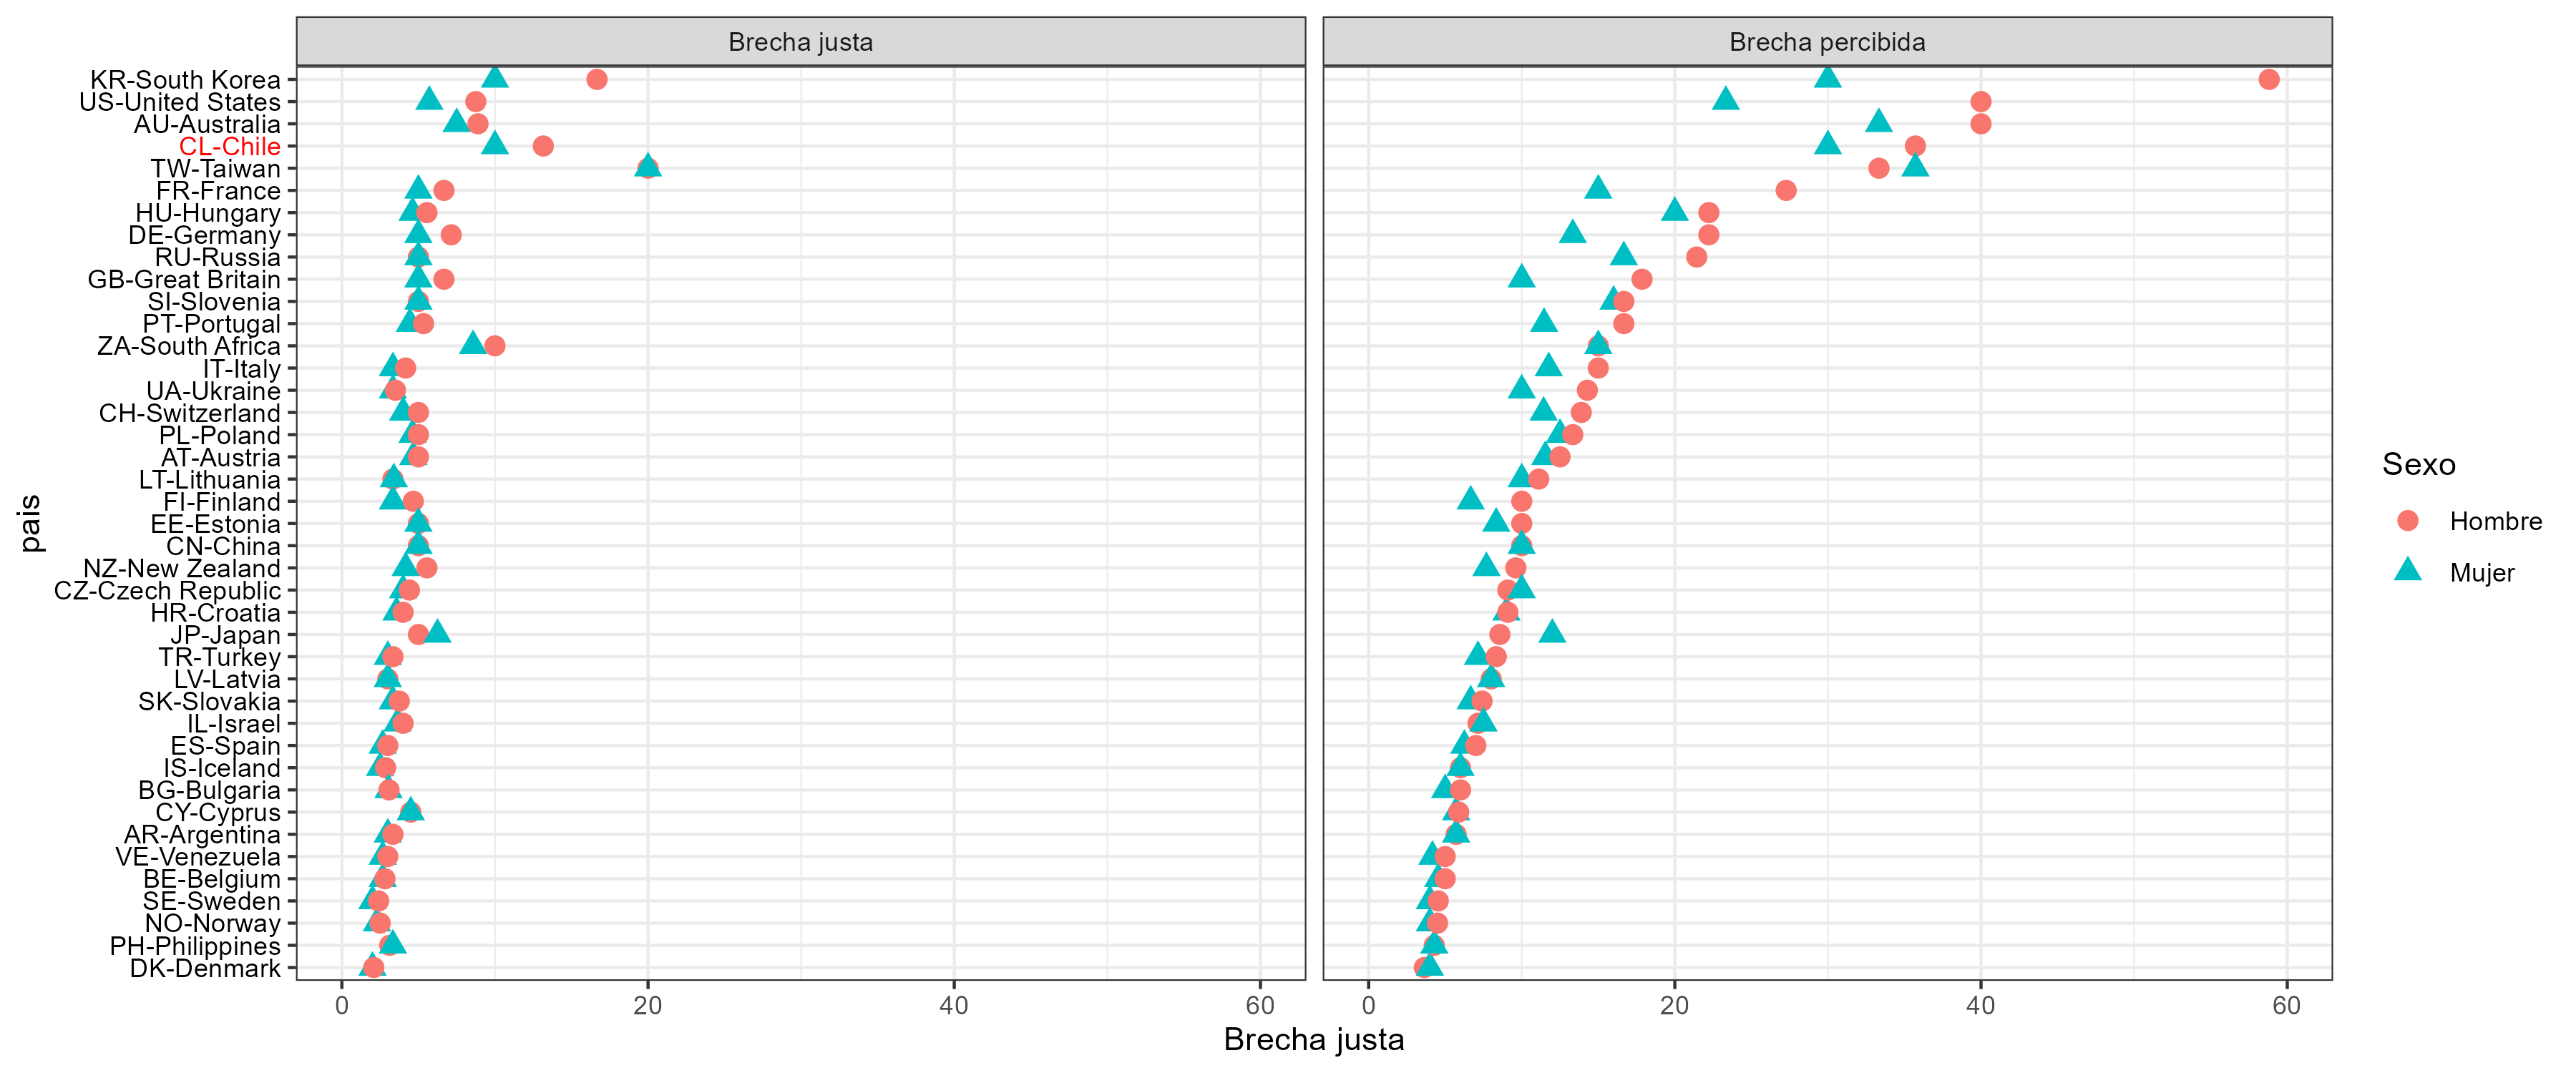 Brecha justa
Brecha percibida
KR-South Korea
US-United States
AU-Australia
CL-Chile
TW-Taiwan
FR-France
HU-Hungary
DE-Germany
RU-Russia
GB-Great Britain
SI-Slovenia
PT-Portugal
ZA-South Africa
IT-Italy
UA-Ukraine
CH-Switzerland
PL-Poland
AT-Austria
LT-Lithuania
FI-Finland
EE-Estonia
CN-China
NZ-New Zealand
CZ-Czech Republic
HR-Croatia
JP-Japan
TR-Turkey
LV-Latvia
SK-Slovakia
IL-Israel
ES-Spain
IS-Iceland
BG-Bulgaria
CY-Cyprus
AR-Argentina
VE-Venezuela
BE-Belgium
SE-Sweden
NO-Norway
PH-Philippines
DK-Denmark
pais
0 20 40 60
0 20 40 60
Brecha justa
Sexo
Hombre
Mujer